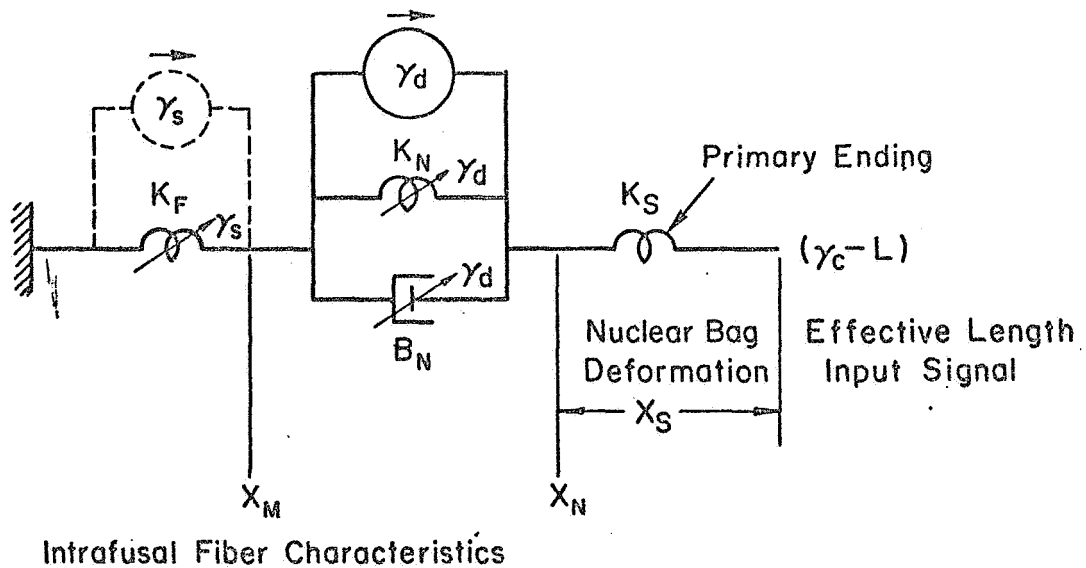 γd
γs
KN
γd
Primary Ending
KF
γs
KS
(γc-L)
γd
BN
Nuclear Bag
Deformation
Effective Length
Input Signal
XS
XM
XN
Intrafusal Fiber Characteristics